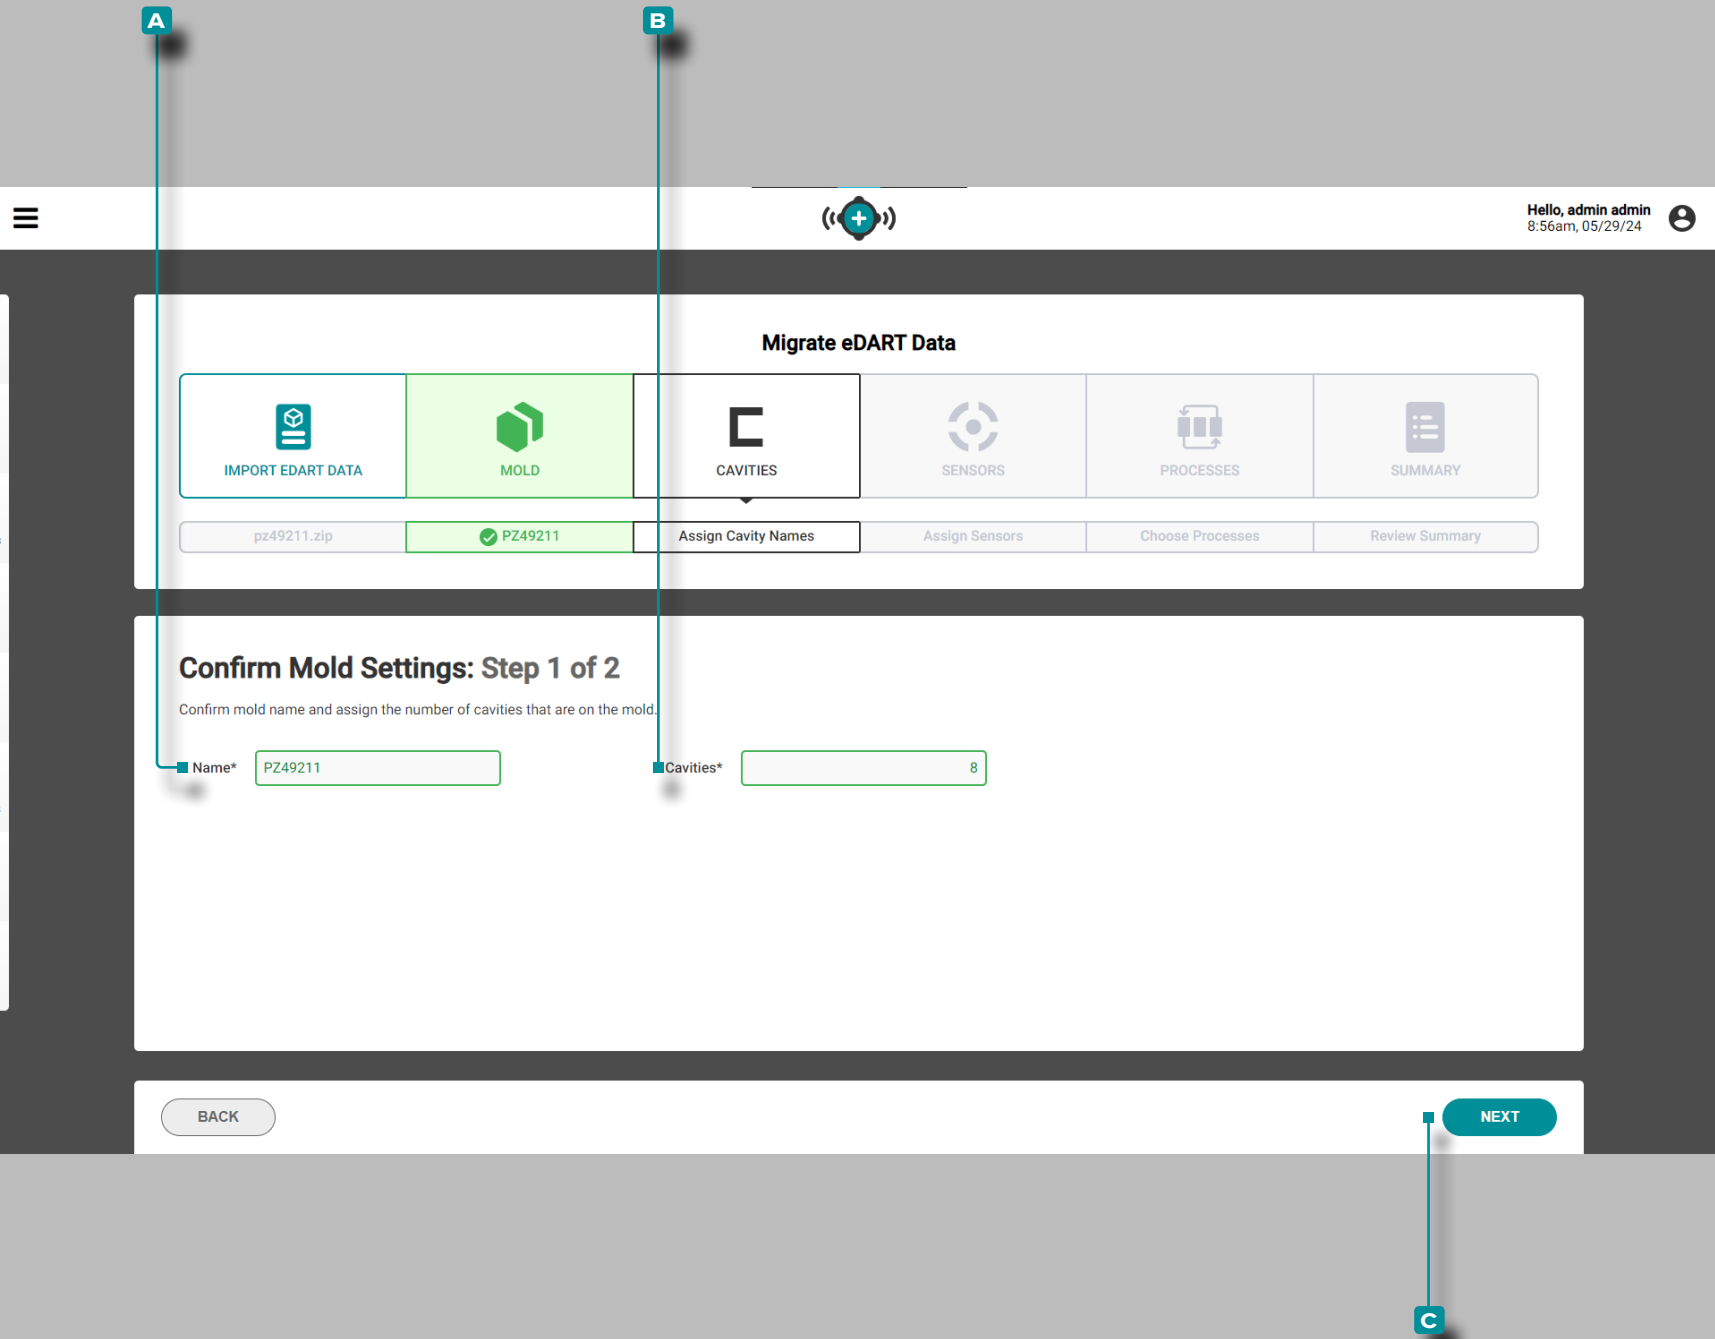 A
B
Hello, admin admin
8:56am, 05/29/24
Migrate eDART Data
IMPORT EDART DATA
MOLD
CAVITIES
SENSORS
PROCESSES
SUMMARY
pz49211.zip
PZ49211
Assign Cavity Names
Assign Sensors
Choose Processes
Review Summary
Confirm Mold Settings: Step 1 of 2
Confirm mold name and assign the number of cavities that are on the mold.
Name* PZ49211
Cavities* 8
BACK
NEXT
C